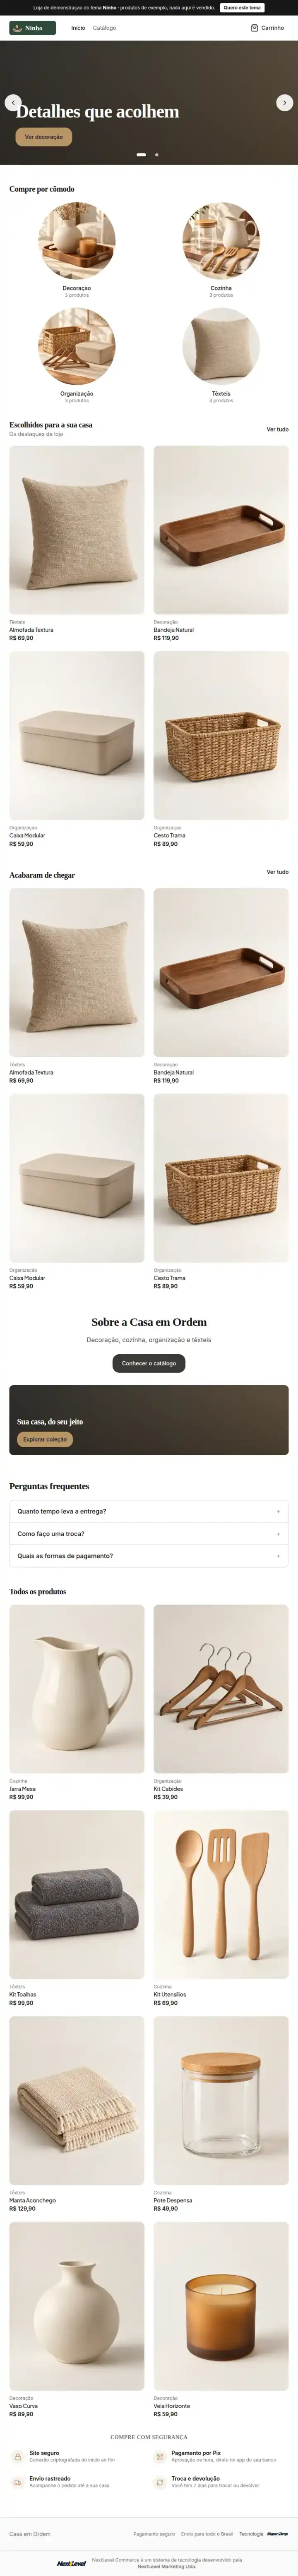 Loja de demonstração do tema Ninho · produtos de exemplo, nada aqui é vendido. Quero este tema
Ninho Início Catálogo Carrinho
Detalhes que acolhem
Ver decoração
Compre por cômodo
Decoração Cozinha
3 produtos 3 produtos
Organização Têxteis
3 produtos 3 produtos
Escolhidos para a sua casa
Os destaques da loja
Ver tudo
Têxteis Decoração
Almofada Textura Bandeja Natural
R$ 69,90 R$ 119,90
Organização Organização
Caixa Modular Cesto Trama
R$ 59,90 R$ 89,90
Acabaram de chegar Ver tudo
Têxteis Decoração
Almofada Textura Bandeja Natural
R$ 69,90 R$ 119,90
Organização Organização
Caixa Modular Cesto Trama
R$ 59,90 R$ 89,90
Sobre a Casa em Ordem
Decoração, cozinha, organização e têxteis
Conhecer o catálogo
Sua casa, do seu jeito
Explorar coleção
Perguntas frequentes
Quanto tempo leva a entrega? +
Como faço uma troca? +
Quais as formas de pagamento? +
Todos os produtos
Cozinha Organização
Jarra Mesa Kit Cabides
R$ 99,90 R$ 39,90
Têxteis Cozinha
Kit Toalhas Kit Utensílios
R$ 99,90 R$ 69,90
Têxteis Cozinha
Manta Aconchego Pote Despensa
R$ 129,90 R$ 49,90
Decoração Decoração
Vaso Curva Vela Horizonte
R$ 89,90 R$ 59,90
COMPRE COM SEGURANÇA
Site seguro Pagamento por Pix
Conexão criptografada do início ao fim Aprovação na hora, direto no app do seu banco
Envio rastreado Troca e devolução
Acompanhe o pedido até a sua casa Você tem 7 dias para trocar ou devolver
Casa em Ordem Pagamento seguro Envio para todo o Brasil Tecnologia Super Drop
NextLevel NextLevel Commerce é um sistema de tecnologia desenvolvido pela
NextLevel Marketing Ltda.